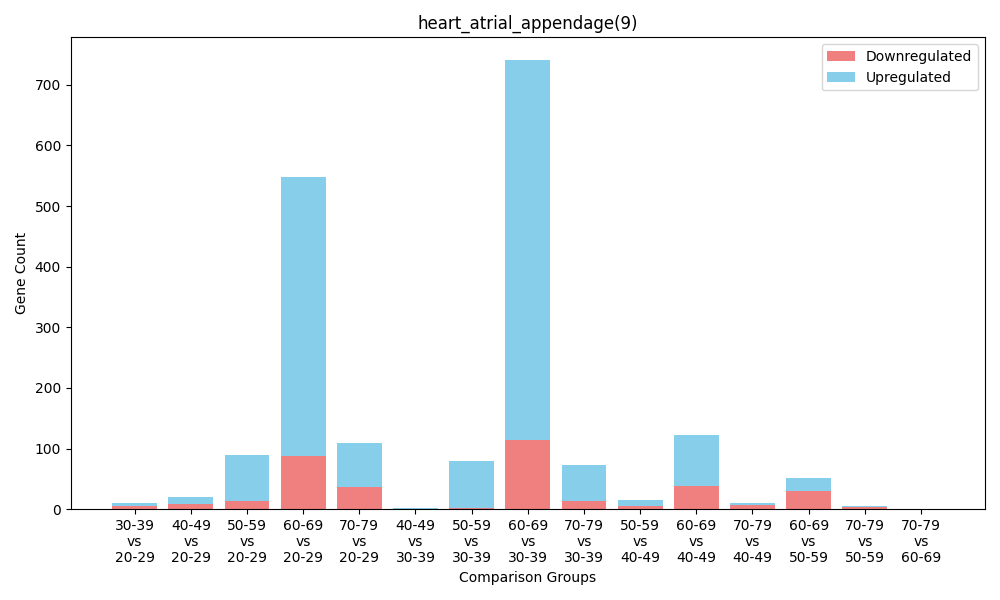 heart_atrial_appendage(9)
Downregulated
Upregulated
Gene Count
700
600
500
400
300
200
100
0
30-39 vs 20-29
40-49 vs 20-29
50-59 vs 20-29
60-69 vs 20-29
70-79 vs 20-29
40-49 vs 30-39
50-59 vs 30-39
60-69 vs 30-39
70-79 vs 30-39
50-59 vs 40-49
60-69 vs 40-49
70-79 vs 40-49
60-69 vs 50-59
70-79 vs 50-59
70-79 vs 60-69
Comparison Groups